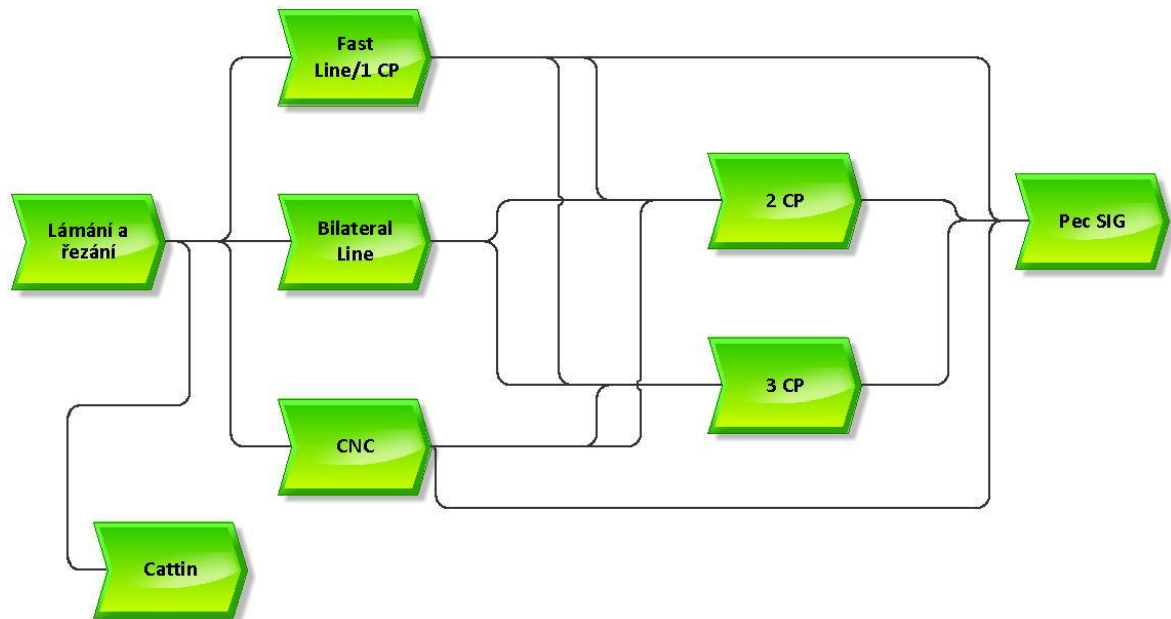 Fast
Line/1 CP
Lámání a
řezání
Bilateral
Line
2 CP
Pec SIG
3 CP
CNC
Cattin